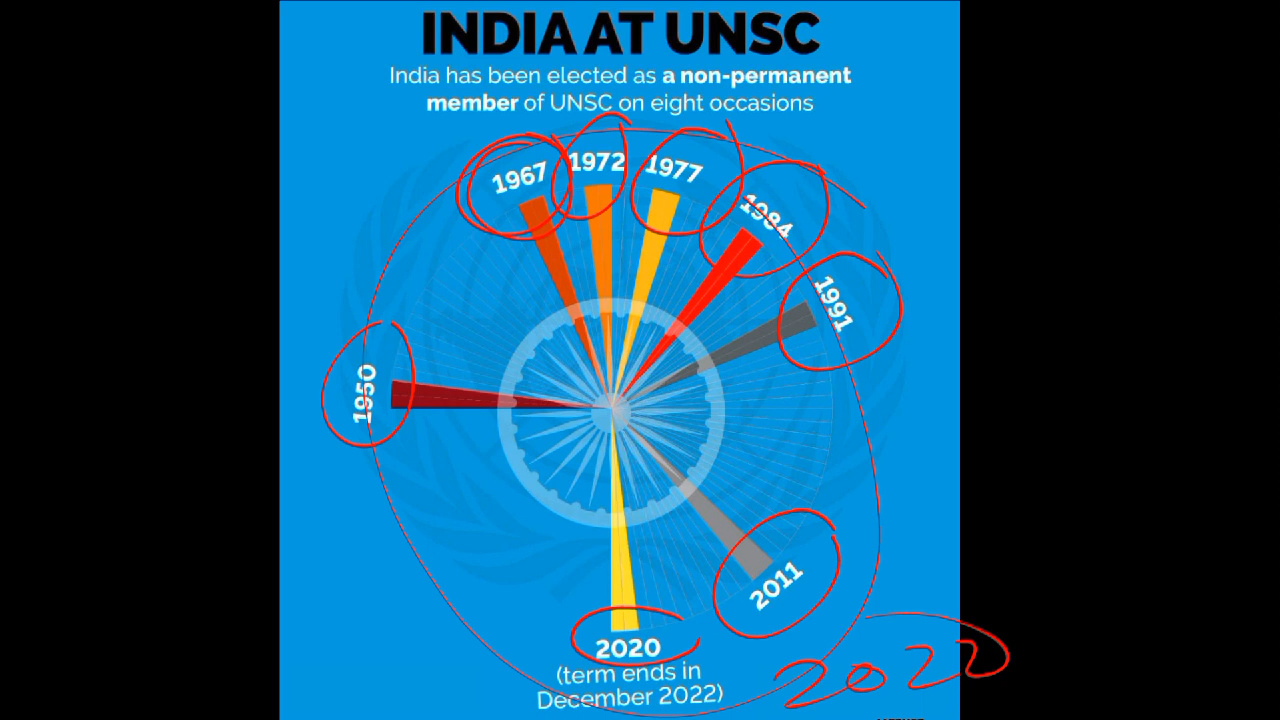 INDIA AT UNSC
India has been elected as a non-permanent
member of UNSC on eight occasions
1950
1967
1972
1977
1984
1991
2011
2020
(term ends in
December 2022)
2022